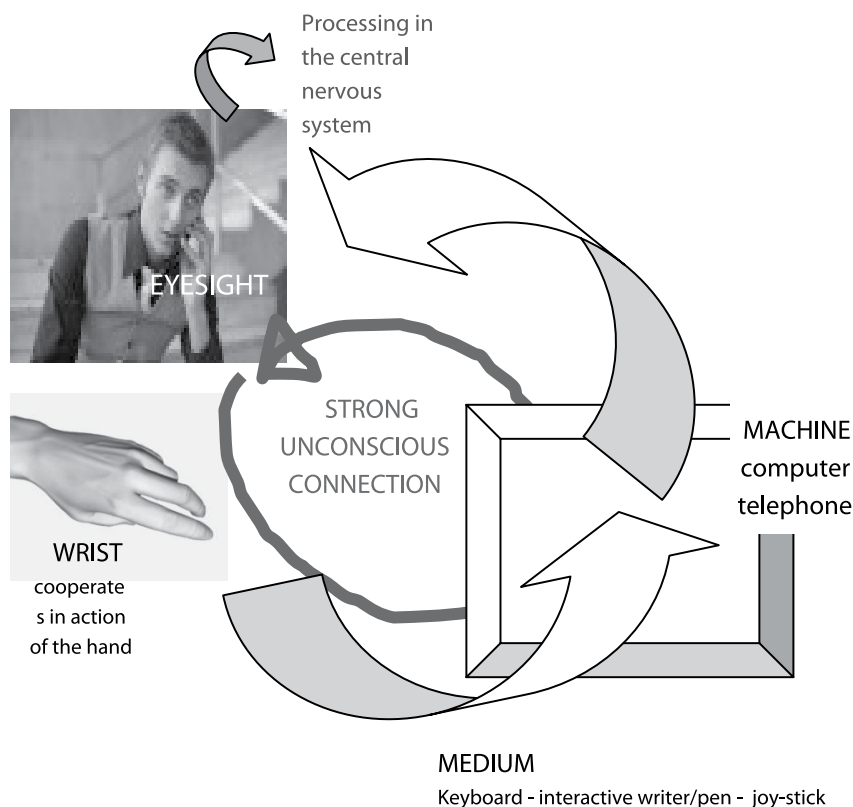 Processing in
the central
nervous
system
EYESIGHT
STRONG
UNCONSCIOUS
CONNECTION
MACHINE
computer
telephone
WRIST
cooperate
s in action
of the hand
MEDIUM
Keyboard - interactive writer/pen - joy-stick